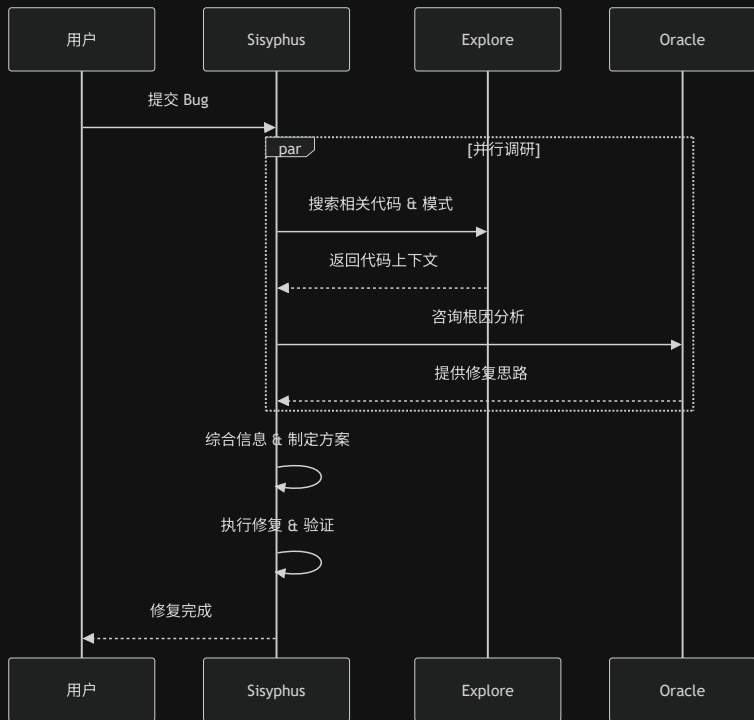 用户
Sisyphus
Explore
Oracle
提交 Bug
par
[并行调研]
搜索相关代码 & 模式
返回代码上下文
咨询根因分析
提供修复思路
综合信息 & 制定方案
执行修复 & 验证
修复完成
用户
Sisyphus
Explore
Oracle